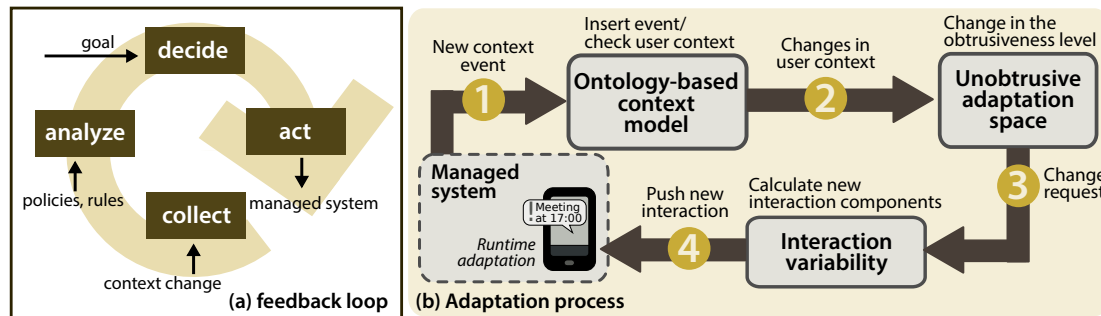 goal
decide
analyze
act
policies, rules
managed system
collect
context change
(a) feedback loop
New context
event
1
Insert event/
check user context
Ontology-based
context
model
Changes in
user context
2
Change in the
obtrusiveness level
Unobtrusive
adaptation
space
3
Change
request
Calculate new
interaction components
Interaction
variability
Push new
interaction
4
Managed
system
! Meeting
at 17:00
Runtime
adaptation
(b) Adaptation process